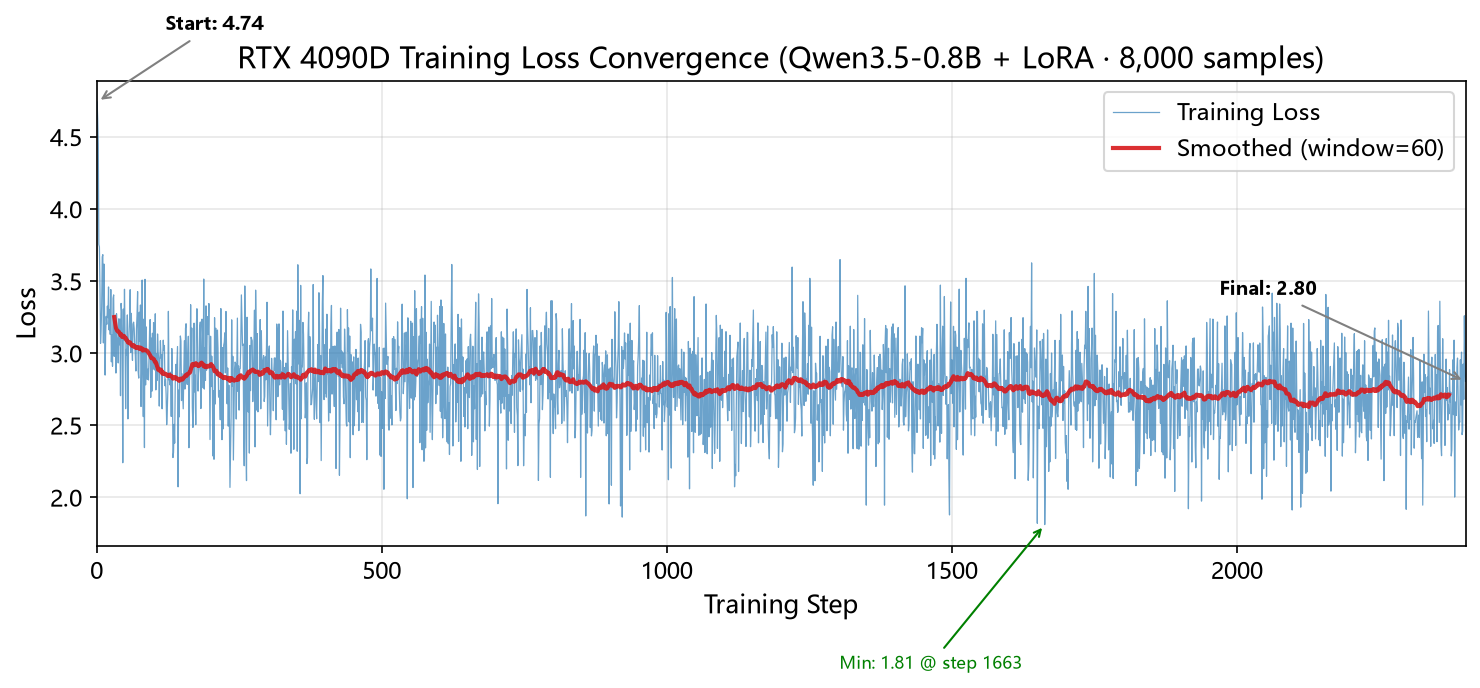 Start: 4.74
RTX 4090D Training Loss Convergence (Qwen3.5-0.8B + LoRA · 8,000 samples)
Training Loss
Smoothed (window=60)
4.5
4.0
3.5
3.0
2.5
2.0
Loss
Final: 2.80
0
500
1000
1500
2000
Training Step
Min: 1.81 @ step 1663